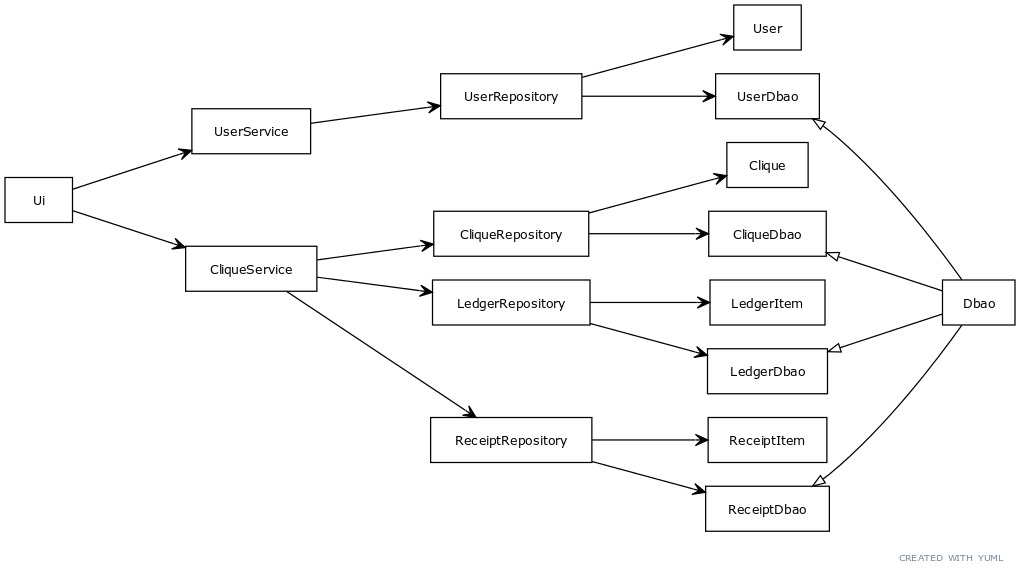 User
UserRepository
UserDbao
UserService
Clique
Ui
CliqueRepository
CliqueDbao
CliqueService
LedgerRepository
LedgerItem
Dbao
LedgerDbao
ReceiptRepository
ReceiptItem
ReceiptDbao
CREATED WITH YUML